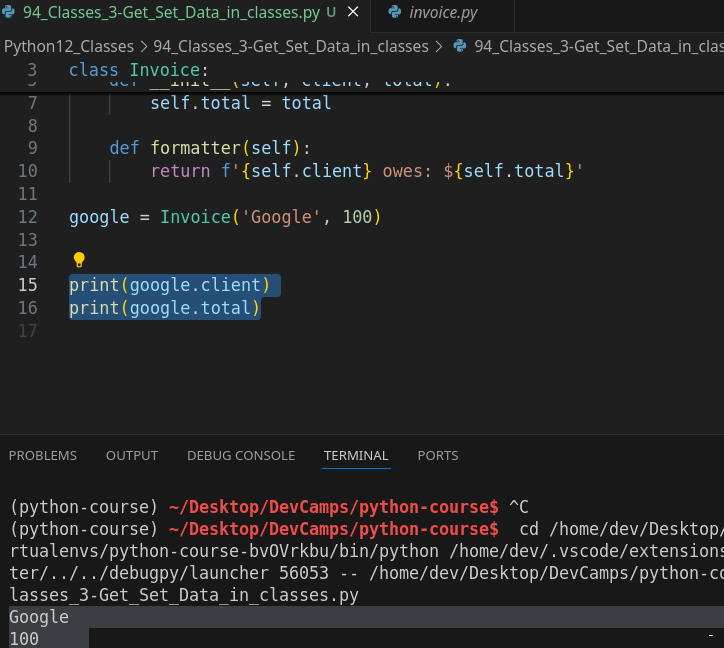 94_Classes_3-Get_Set_Data_in_classes.py U
invoice.py
Python12_Classes > 94_Classes_3-Get_Set_Data_in_classes > 94_Classes_3-Get_Set_Data_in_clas
3 class Invoice:
5 def __init__(self, client, total):
7 self.total = total
8
9 def formatter(self):
10 return f'{self.client} owes: ${self.total}'
11
12 google = Invoice('Google', 100)
13
14
15 print(google.client)
16 print(google.total)
17
PROBLEMS OUTPUT DEBUG CONSOLE TERMINAL PORTS
(python-course) ~/Desktop/DevCamps/python-course$ ^C
(python-course) ~/Desktop/DevCamps/python-course$ cd /home/dev/Desktop/
rtualenvs/python-course-bvOVrkbu/bin/python /home/dev/.vscode/extensions
ter/../../debugpy/launcher 56053 -- /home/dev/Desktop/DevCamps/python-co
lasses_3-Get_Set_Data_in_classes.py
Google
100